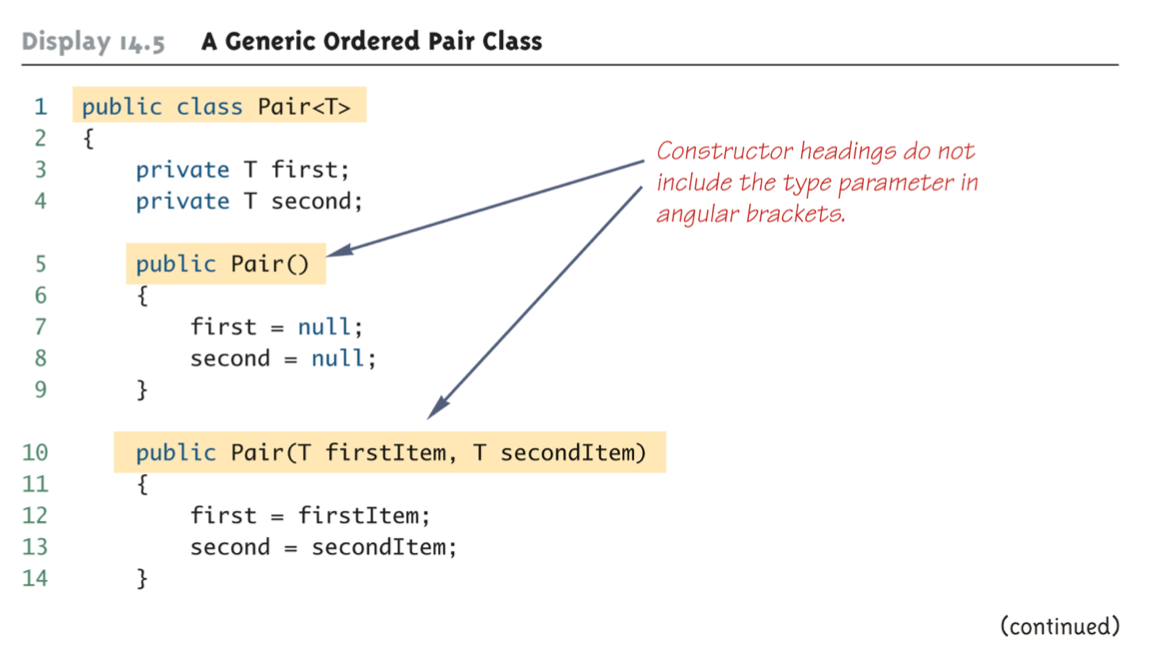 Display 14.5 A Generic Ordered Pair Class
1 public class Pair<T>
2 {
3 private T first;
4 private T second;
Constructor headings do not
include the type parameter in
angular brackets.
5 public Pair()
6 {
7 first = null;
8 second = null;
9 }
10 public Pair(T firstItem, T secondItem)
11 {
12 first = firstItem;
13 second = secondItem;
14 }
(continued)